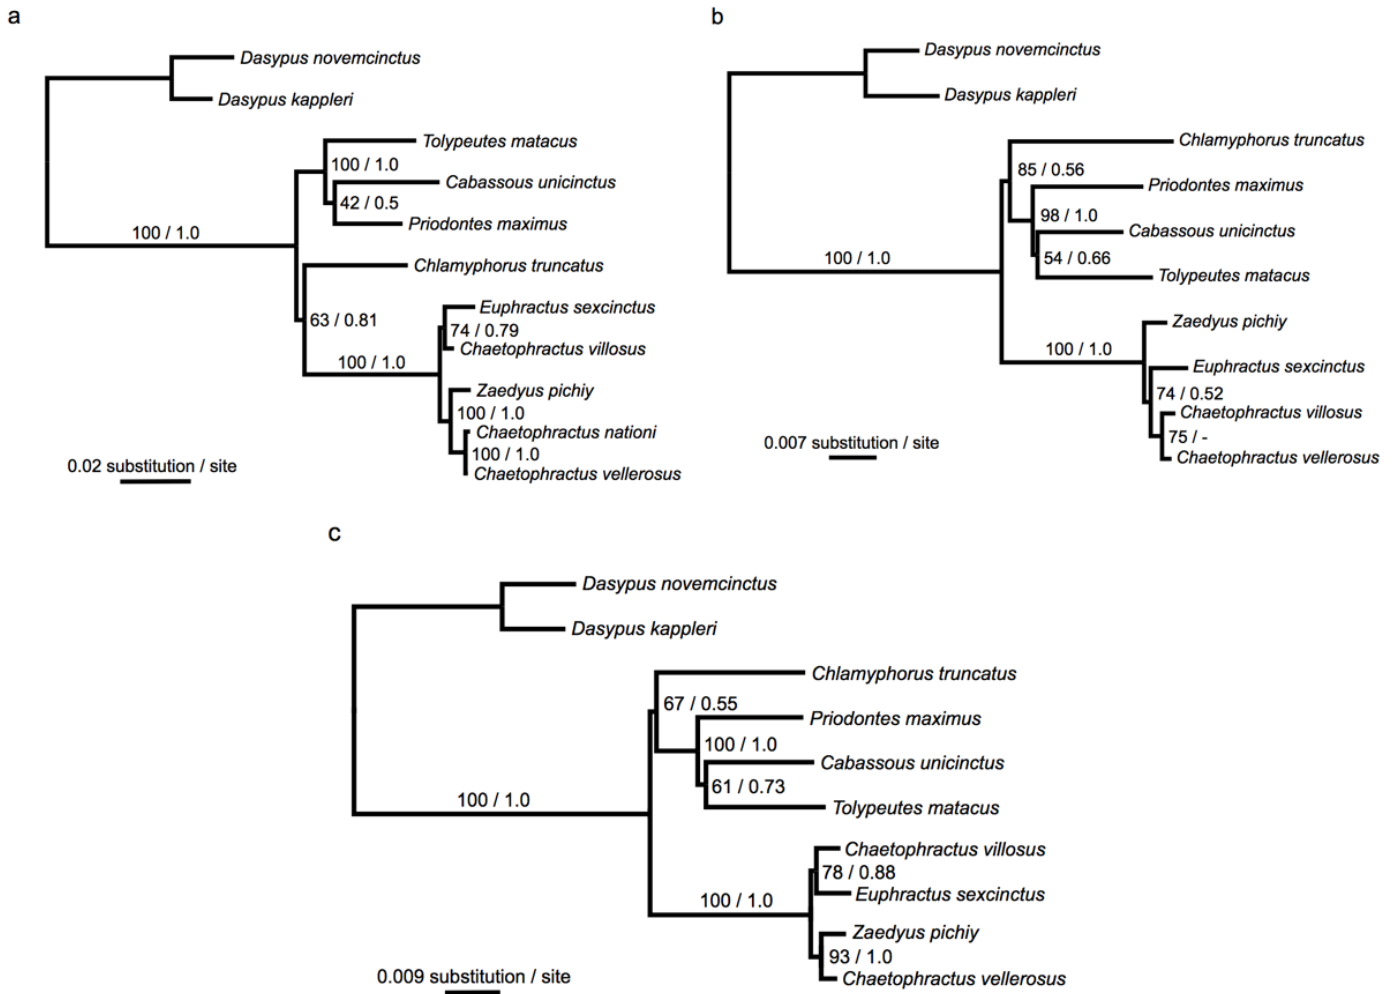 a
Dasypus novemcinctus
Dasypus kappleri
Tolypeutes matacus
100 / 1.0
Cabassous unicinctus
42 / 0.5
Priodontes maximus
100 / 1.0
Chlamyphorus truncatus
Euphractus sexcinctus
63 / 0.81
74 / 0.79
Chaetophractus villosus
100 / 1.0
Zaedyus pichiy
100 / 1.0
Chaetophractus nationi
100 / 1.0
Chaetophractus vellerosus
0.02 substitution / site
b
Dasypus novemcinctus
Dasypus kappleri
Chlamyphorus truncatus
85 / 0.56
Priodontes maximus
98 / 1.0
Cabassous unicinctus
54 / 0.66
100 / 1.0
Tolypeutes matacus
Zaedyus pichiy
100 / 1.0
Euphractus sexcinctus
74 / 0.52
Chaetophractus villosus
75 / -
Chaetophractus vellerosus
0.007 substitution / site
c
Dasypus novemcinctus
Dasypus kappleri
Chlamyphorus truncatus
67 / 0.55
Priodontes maximus
100 / 1.0
Cabassous unicinctus
61 / 0.73
100 / 1.0
Tolypeutes matacus
Chaetophractus villosus
78 / 0.88
Euphractus sexcinctus
100 / 1.0
Zaedyus pichiy
93 / 1.0
Chaetophractus vellerosus
0.009 substitution / site